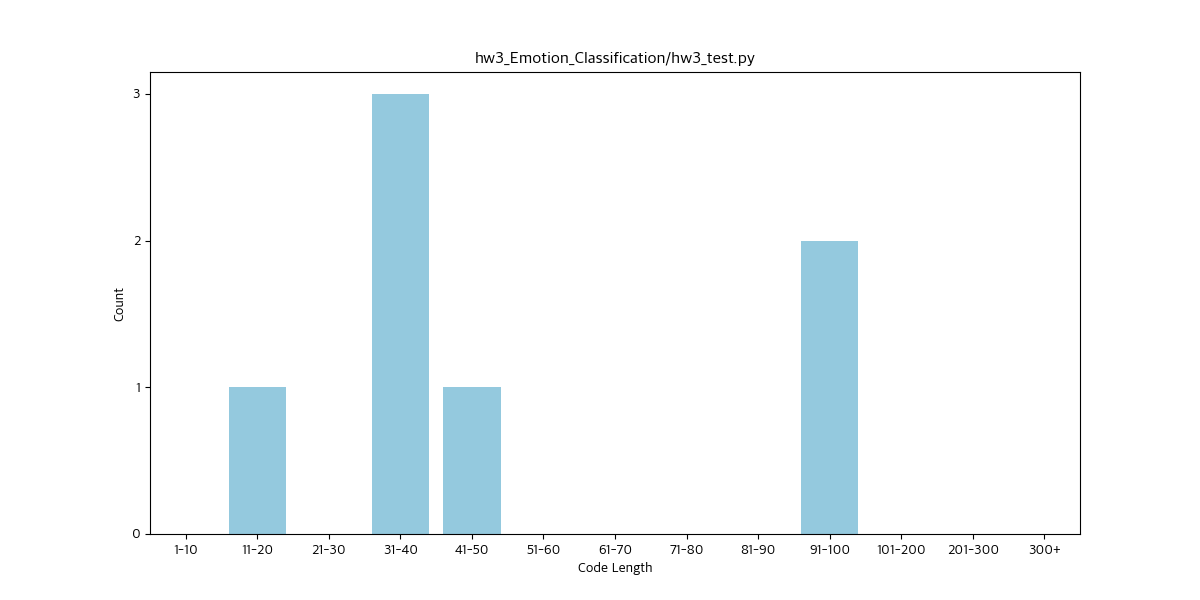 hw3_Emotion_Classification/hw3_test.py
3
2
1
0
Count
1-10 11-20 21-30 31-40 41-50 51-60 61-70 71-80 81-90 91-100 101-200 201-300 300+
Code Length